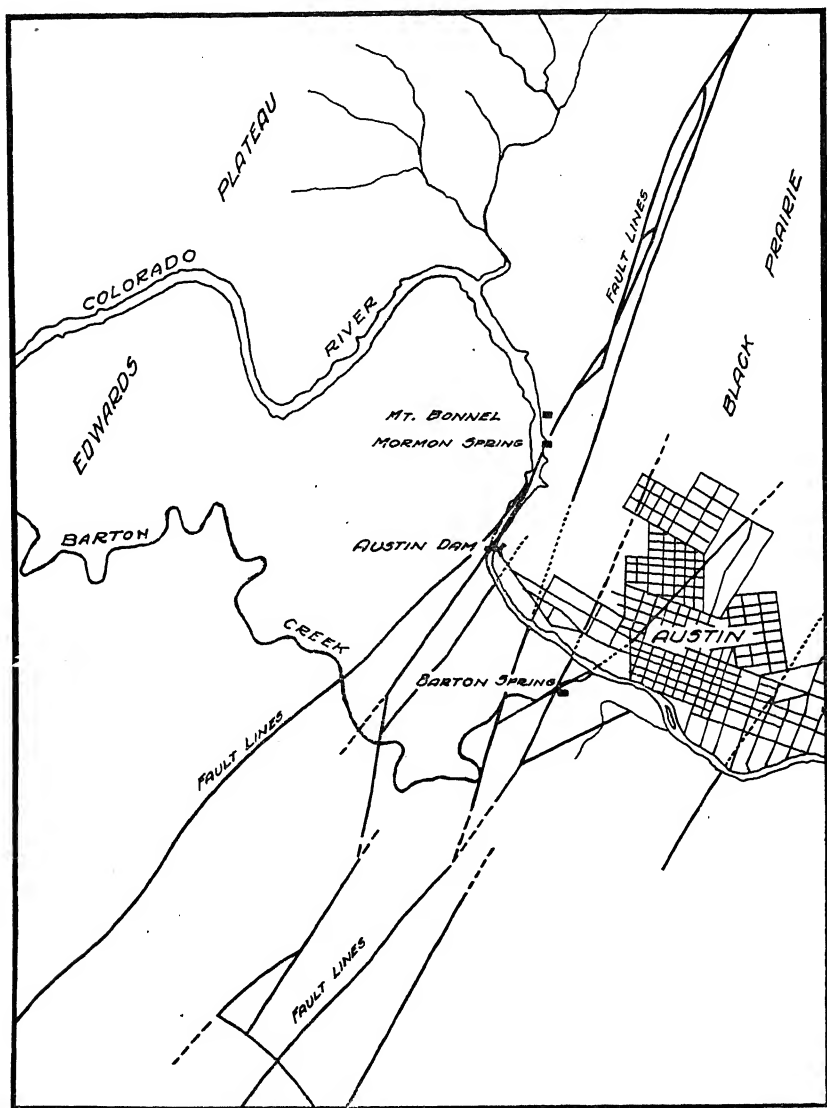 PLATEAU
COLORADO
RIVER
EDWARDS
FAULT LINES
PRAIRIE
BLACK
MT. BONNEL
MORMON SPRING
BARTON
AUSTIN DAM
CREEK
AUSTIN
BARTON SPRING
FAULT LINES
FAULT LINES